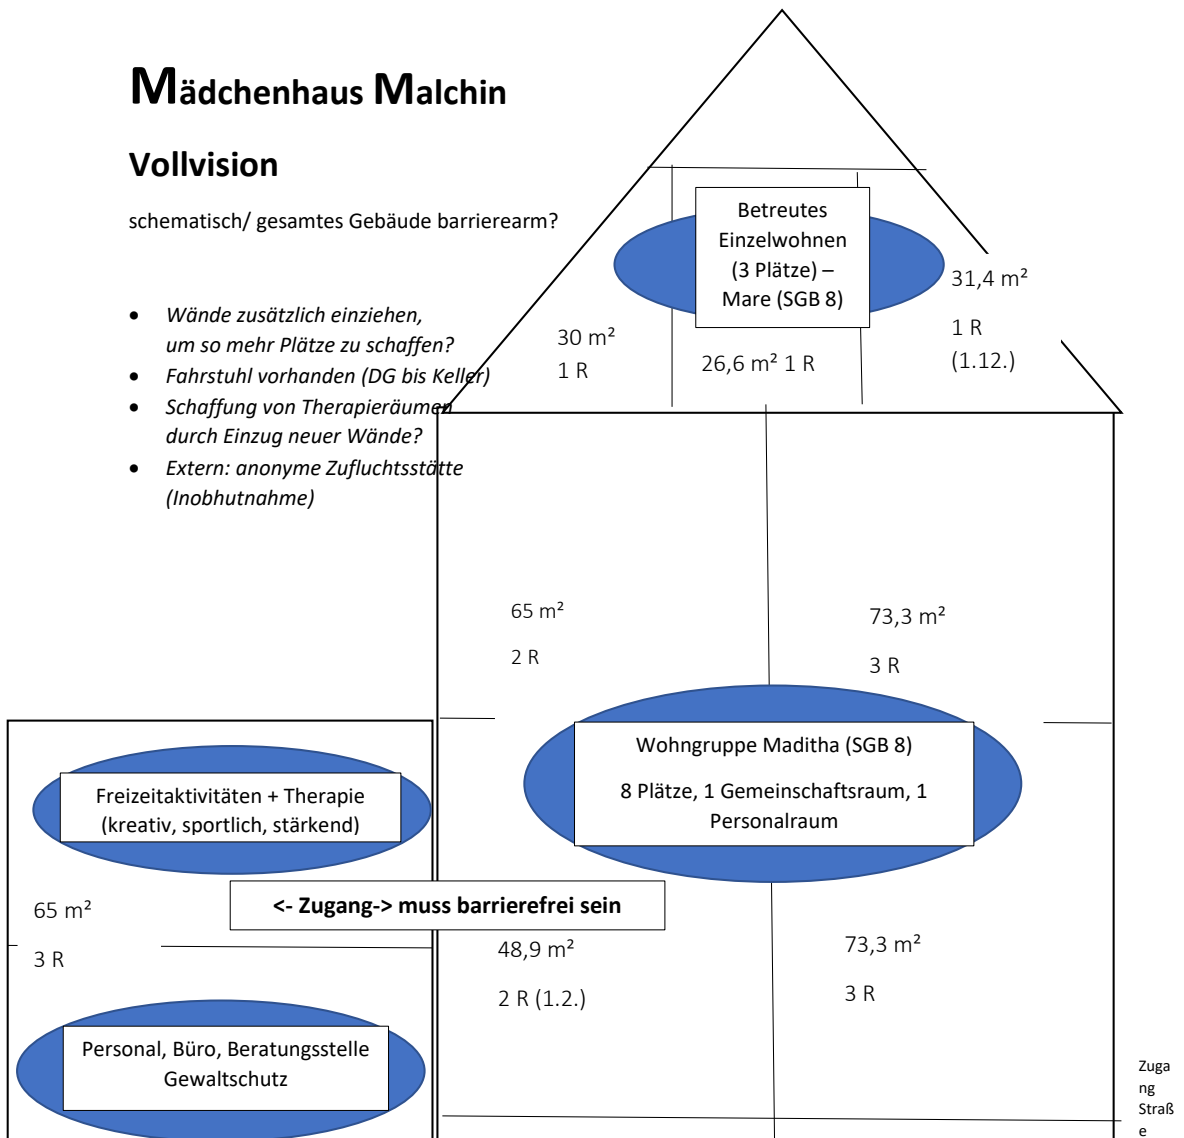 Mädchenhaus Malchin
Vollvision
schematisch/ gesamtes Gebäude barrierearm?
• Wände zusätzlich einziehen,
um so mehr Plätze zu schaffen?
• Fahrstuhl vorhanden (DG bis Keller)
• Schaffung von Therapieräumen
durch Einzug neuer Wände?
• Extern: anonyme Zufluchtsstätte
(Inobhutnahme)
Betreutes
Einzelwohnen
(3 Plätze) –
Mare (SGB 8)
30 m²
1 R
26,6 m² 1 R
31,4 m²
1 R
(1.12.)
65 m²
2 R
73,3 m²
3 R
Wohngruppe Maditha (SGB 8)
8 Plätze, 1 Gemeinschaftsraum, 1
Personalraum
Freizeitaktivitäten + Therapie
(kreativ, sportlich, stärkend)
<- Zugang-> muss barrierefrei sein
65 m²
3 R
48,9 m²
2 R (1.2.)
73,3 m²
3 R
Personal, Büro, Beratungsstelle
Gewaltschutz
Zuga
ng
Straß
e